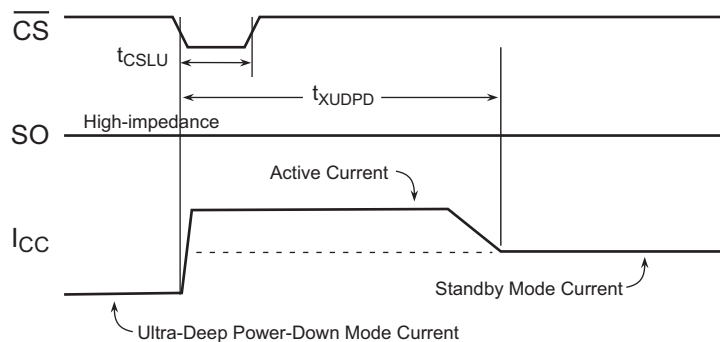 CS
tCSLU
tXUDPD
High-impedance
SO
Active Current
ICC
Standby Mode Current
Ultra-Deep Power-Down Mode Current